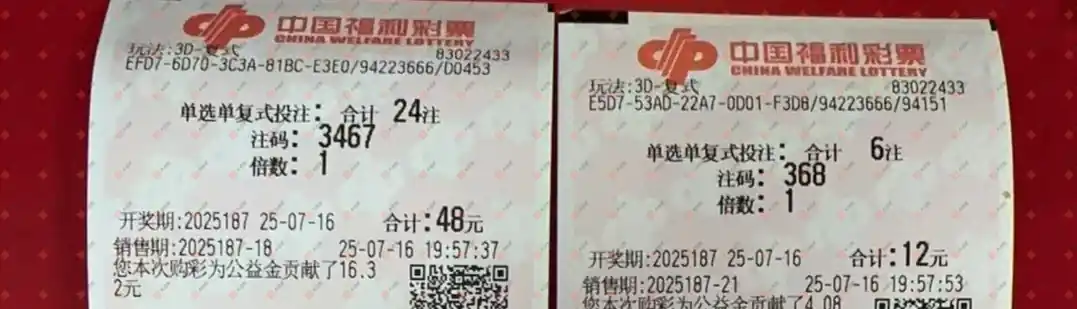 中国福利彩票
CHINA WELFARE LOTTERY
玩法:3D-复式 83022433
EFD7-6D70-3C3A-81BC-E3E0/94223666/D0453
单选单复式投注: 合计 24注
注码: 3467
倍数: 1
开奖期:2025187 25-07-16 合计:48元
销售期:2025187-18 25-07-16 19:57:37
您本次购彩为公益金贡献了16.3
2元
中国福利彩票
CHINA WELFARE LOTTERY
玩法:3D-复式 83022433
E5D7-53AD-22A7-0D01-F3D8/94223666/94151
单选单复式投注: 合计 6注
注码: 368
倍数: 1
开奖期:2025187 25-07-16 合计:12元
销售期:2025187-21 25-07-16 19:57:53
您本次购彩为公益金贡献了4.08